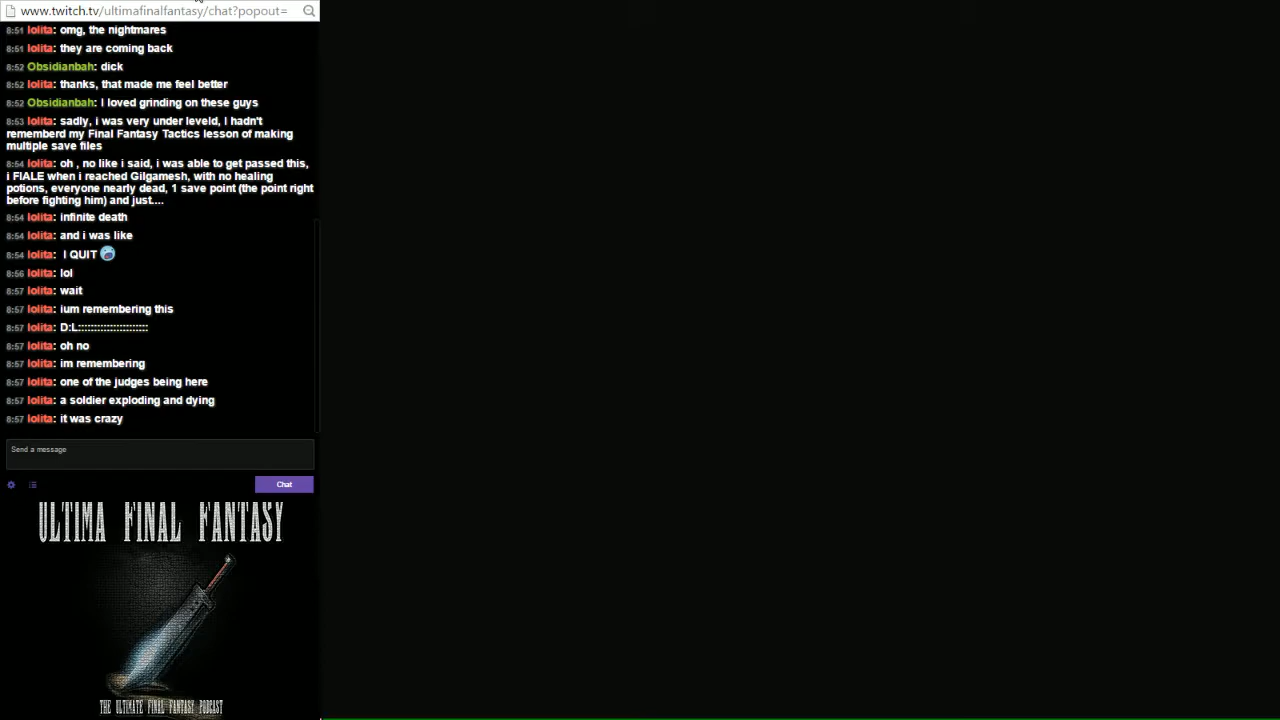 www.twitch.tv/ultimafinalfantasy/chat?popout=
8:51 lolita: omg, the nightmares
8:51 lolita: they are coming back
8:52 Obsidianbah: dick
8:52 lolita: thanks, that made me feel better
8:52 Obsidianbah: I loved grinding on these guys
8:53 lolita: sadly, i was very under leveld, I hadn't
rememberd my Final Fantasy Tactics lesson of making
multiple save files
8:54 lolita: oh , no like i said, i was able to get passed this,
i FIALE when i reached Gilgamesh, with no healing
potions, everyone nearly dead, 1 save point (the point right
before fighting him) and just....
8:54 lolita: infinite death
8:54 lolita: and i was like
8:54 lolita: I QUIT
8:56 lolita: lol
8:57 lolita: wait
8:57 lolita: ium remembering this
8:57 lolita: D:L::::::::::::::::::::::
8:57 lolita: oh no
8:57 lolita: im remembering
8:57 lolita: one of the judges being here
8:57 lolita: a soldier exploding and dying
8:57 lolita: it was crazy
Send a message
Chat
ULTIMA FINAL FANTASY
THE ULTIMATE FINAL FANTASY PODCAST